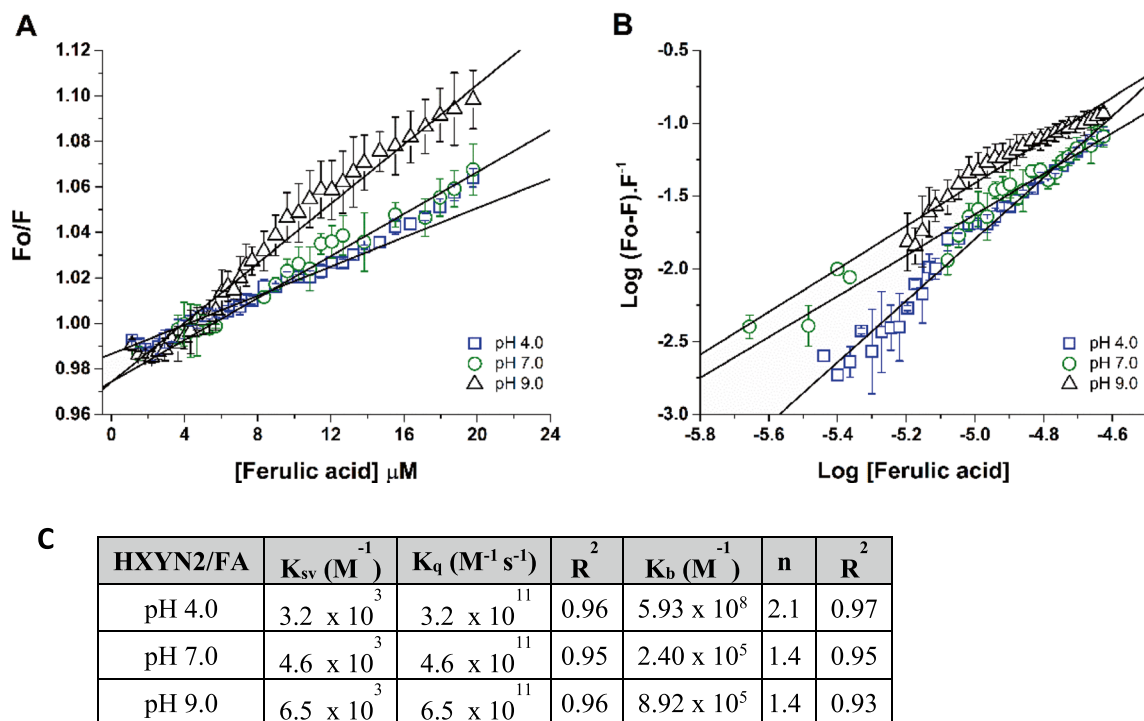 A
1.12
1.10
1.08
1.06
1.04
1.02
1.00
0.98
0.96
Fo/F
0 4 8 12 16 20 24
[Ferulic acid] μM
pH 4.0
pH 7.0
pH 9.0
B
-0.5
-1.0
-1.5
-2.0
-2.5
-3.0
Log (Fo-F).F⁻¹
-5.8 -5.6 -5.4 -5.2 -5.0 -4.8 -4.6
Log [Ferulic acid]
pH 4.0
pH 7.0
pH 9.0
C
HXYN2/FA Ksv (M⁻¹) Kq (M⁻¹ s⁻¹) R² Kb (M⁻¹) n R²
pH 4.0 3.2 x 10³ 3.2 x 10¹¹ 0.96 5.93 x 10⁸ 2.1 0.97
pH 7.0 4.6 x 10³ 4.6 x 10¹¹ 0.95 2.40 x 10⁵ 1.4 0.95
pH 9.0 6.5 x 10³ 6.5 x 10¹¹ 0.96 8.92 x 10⁵ 1.4 0.93